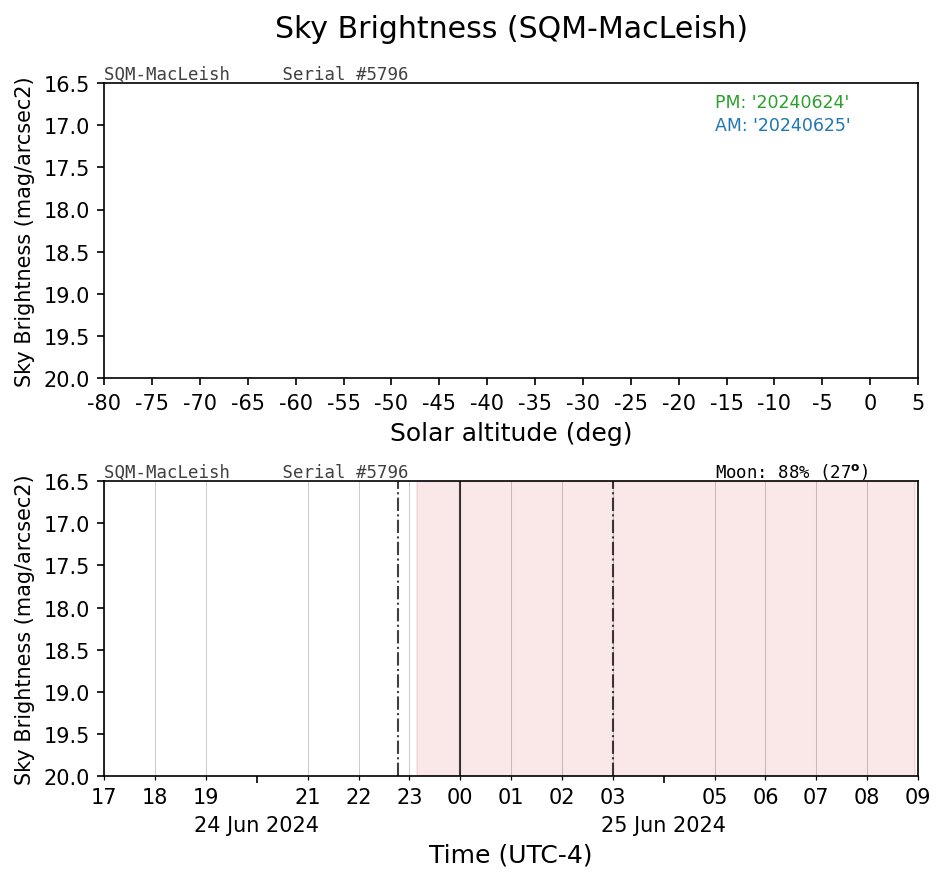 Sky Brightness (SQM-MacLeish)
SQM-MacLeish     Serial #5796
PM: '20240624'
AM: '20240625'
Sky Brightness (mag/arcsec2)
16.5
17.0
17.5
18.0
18.5
19.0
19.5
20.0
-80 -75 -70 -65 -60 -55 -50 -45 -40 -35 -30 -25 -20 -15 -10 -5 0 5
Solar altitude (deg)
SQM-MacLeish     Serial #5796
Moon: 88% (27°)
Sky Brightness (mag/arcsec2)
16.5
17.0
17.5
18.0
18.5
19.0
19.5
20.0
17 18 19 21 22 23 00 01 02 03 05 06 07 08 09
24 Jun 2024 25 Jun 2024
Time (UTC-4)